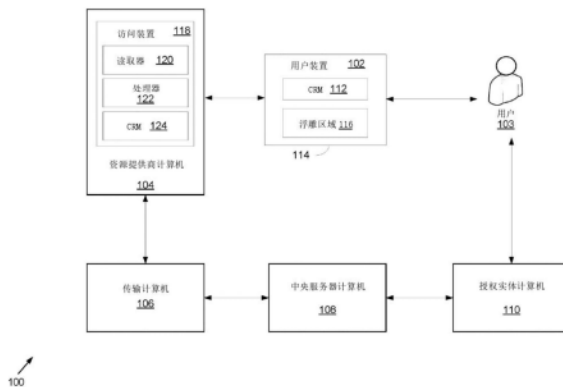 访问装置 118
读取器 120
处理器
122
CRM 124
资源提供商计算机
104
用户装置 102
CRM 112
浮雕区域 116
114
用户
103
传输计算机
106
中央服务器计算机
108
授权实体计算机
110
100